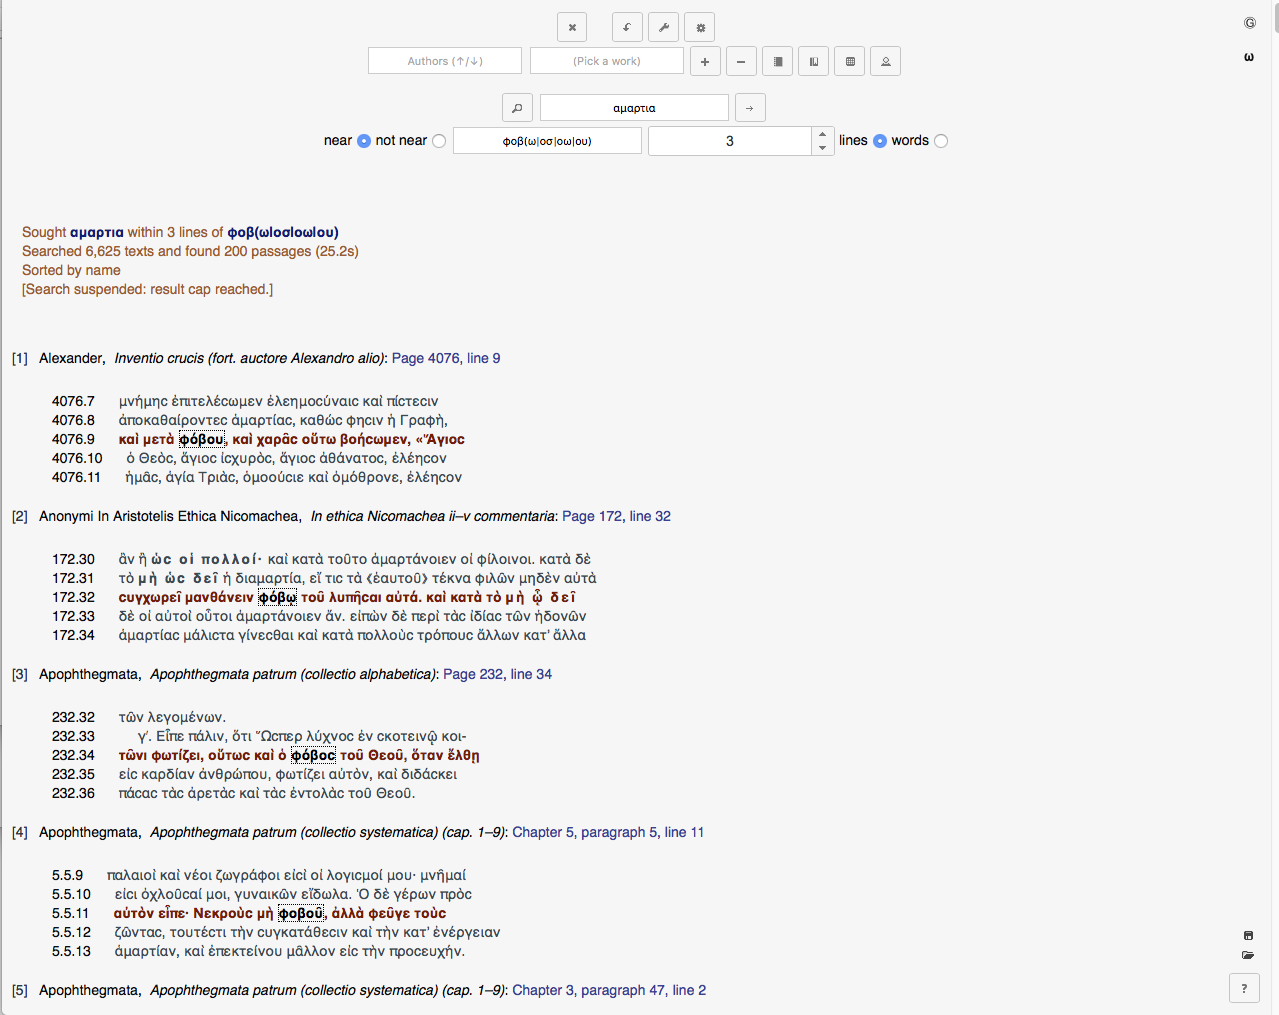 Authors (↑/↓)
(Pick a work)
αμαρτια
near not near
φοβ(ω|οσ|οω|ου)
3
lines words
Sought αμαρτια within 3 lines of φοβ(ω|οσ|οω|ου)
Searched 6,625 texts and found 200 passages (25.2s)
Sorted by name
[Search suspended: result cap reached.]
[1] Alexander, Inventio crucis (fort. auctore Alexandro alio): Page 4076, line 9
4076.7 μνήμηϲ ἐπιτελέϲωμεν ἐλεημοϲύναιϲ καὶ πίϲτεϲιν
4076.8 ἀποκαθαίροντεϲ ἁμαρτίαϲ, καθώϲ φηϲιν ἡ Γραφὴ,
4076.9 καὶ μετὰ φόβου, καὶ χαρᾶϲ οὕτω βοήϲωμεν, «Ἅγιοϲ
4076.10 ὁ Θεὸϲ, ἅγιοϲ ἰϲχυρὸϲ, ἅγιοϲ ἀθάνατοϲ, ἐλέηϲον
4076.11 ἡμᾶϲ, ἁγία Τριὰϲ, ὁμοούϲιε καὶ ὁμόθρονε, ἐλέηϲον
[2] Anonymi In Aristotelis Ethica Nicomachea, In ethica Nicomachea ii–v commentaria: Page 172, line 32
172.30 ἂν ἢ ὡϲ οἱ πολλοί· καὶ κατὰ τοῦτο ἁμαρτάνοιεν οἱ φίλοινοι. κατὰ δὲ
172.31 τὸ μὴ ὡϲ δεῖ ἡ διαμαρτία, εἴ τιϲ τὰ ⟪ἑαυτοῦ⟫ τέκνα φιλῶν μηδὲν αὐτὰ
172.32 ϲυγχωρεῖ μανθάνειν φόβῳ τοῦ λυπῆϲαι αὐτά. καὶ κατὰ τὸ μὴ ᾧ δεῖ
172.33 δὲ οἱ αὐτοὶ οὗτοι ἁμαρτάνοιεν ἄν. εἰπὼν δὲ περὶ τὰϲ ἰδίαϲ τῶν ἡδονῶν
172.34 ἁμαρτίαϲ μάλιϲτα γίνεϲθαι καὶ κατὰ πολλοὺϲ τρόπουϲ ἄλλων κατ’ ἄλλα
[3] Apophthegmata, Apophthegmata patrum (collectio alphabetica): Page 232, line 34
232.32 τῶν λεγομένων.
232.33 γʹ. Εἶπε πάλιν, ὅτι Ὥϲπερ λύχνοϲ ἐν ϲκοτεινῷ κοι-
232.34 τῶνι φωτίζει, οὕτωϲ καὶ ὁ φόβοϲ τοῦ Θεοῦ, ὅταν ἔλθῃ
232.35 εἰϲ καρδίαν ἀνθρώπου, φωτίζει αὐτὸν, καὶ διδάϲκει
232.36 πάϲαϲ τὰϲ ἀρετὰϲ καὶ τὰϲ ἐντολὰϲ τοῦ Θεοῦ.
[4] Apophthegmata, Apophthegmata patrum (collectio systematica) (cap. 1–9): Chapter 5, paragraph 5, line 11
5.5.9 παλαιοὶ καὶ νέοι ζωγράφοι εἰϲὶ οἱ λογιϲμοί μου· μνῆμαί
5.5.10 εἰϲι ὀχλοῦϲαί μοι, γυναικῶν εἴδωλα. Ὁ δὲ γέρων πρὸϲ
5.5.11 αὐτὸν εἶπε· Νεκροὺϲ μὴ φοβοῦ, ἀλλὰ φεῦγε τοὺϲ
5.5.12 ζῶνταϲ, τουτέϲτι τὴν ϲυγκατάθεϲιν καὶ τὴν κατ’ ἐνέργειαν
5.5.13 ἁμαρτίαν, καὶ ἐπεκτείνου μᾶλλον εἰϲ τὴν προϲευχήν.
[5] Apophthegmata, Apophthegmata patrum (collectio systematica) (cap. 1–9): Chapter 3, paragraph 47, line 2
G
ω
?